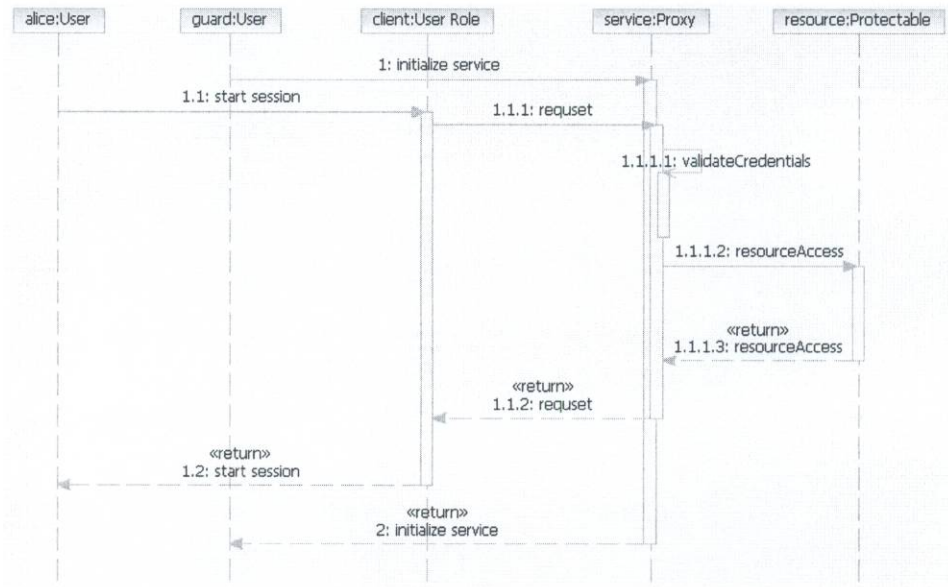 alice:User
guard:User
client:User Role
service:Proxy
resource:Protectable
1: initialize service
1.1: start session
1.1.1: requset
1.1.1.1: validateCredentials
1.1.1.2: resourceAccess
«return»
1.1.1.3: resourceAccess
«return»
1.1.2: requset
«return»
1.2: start session
«return»
2: initialize service